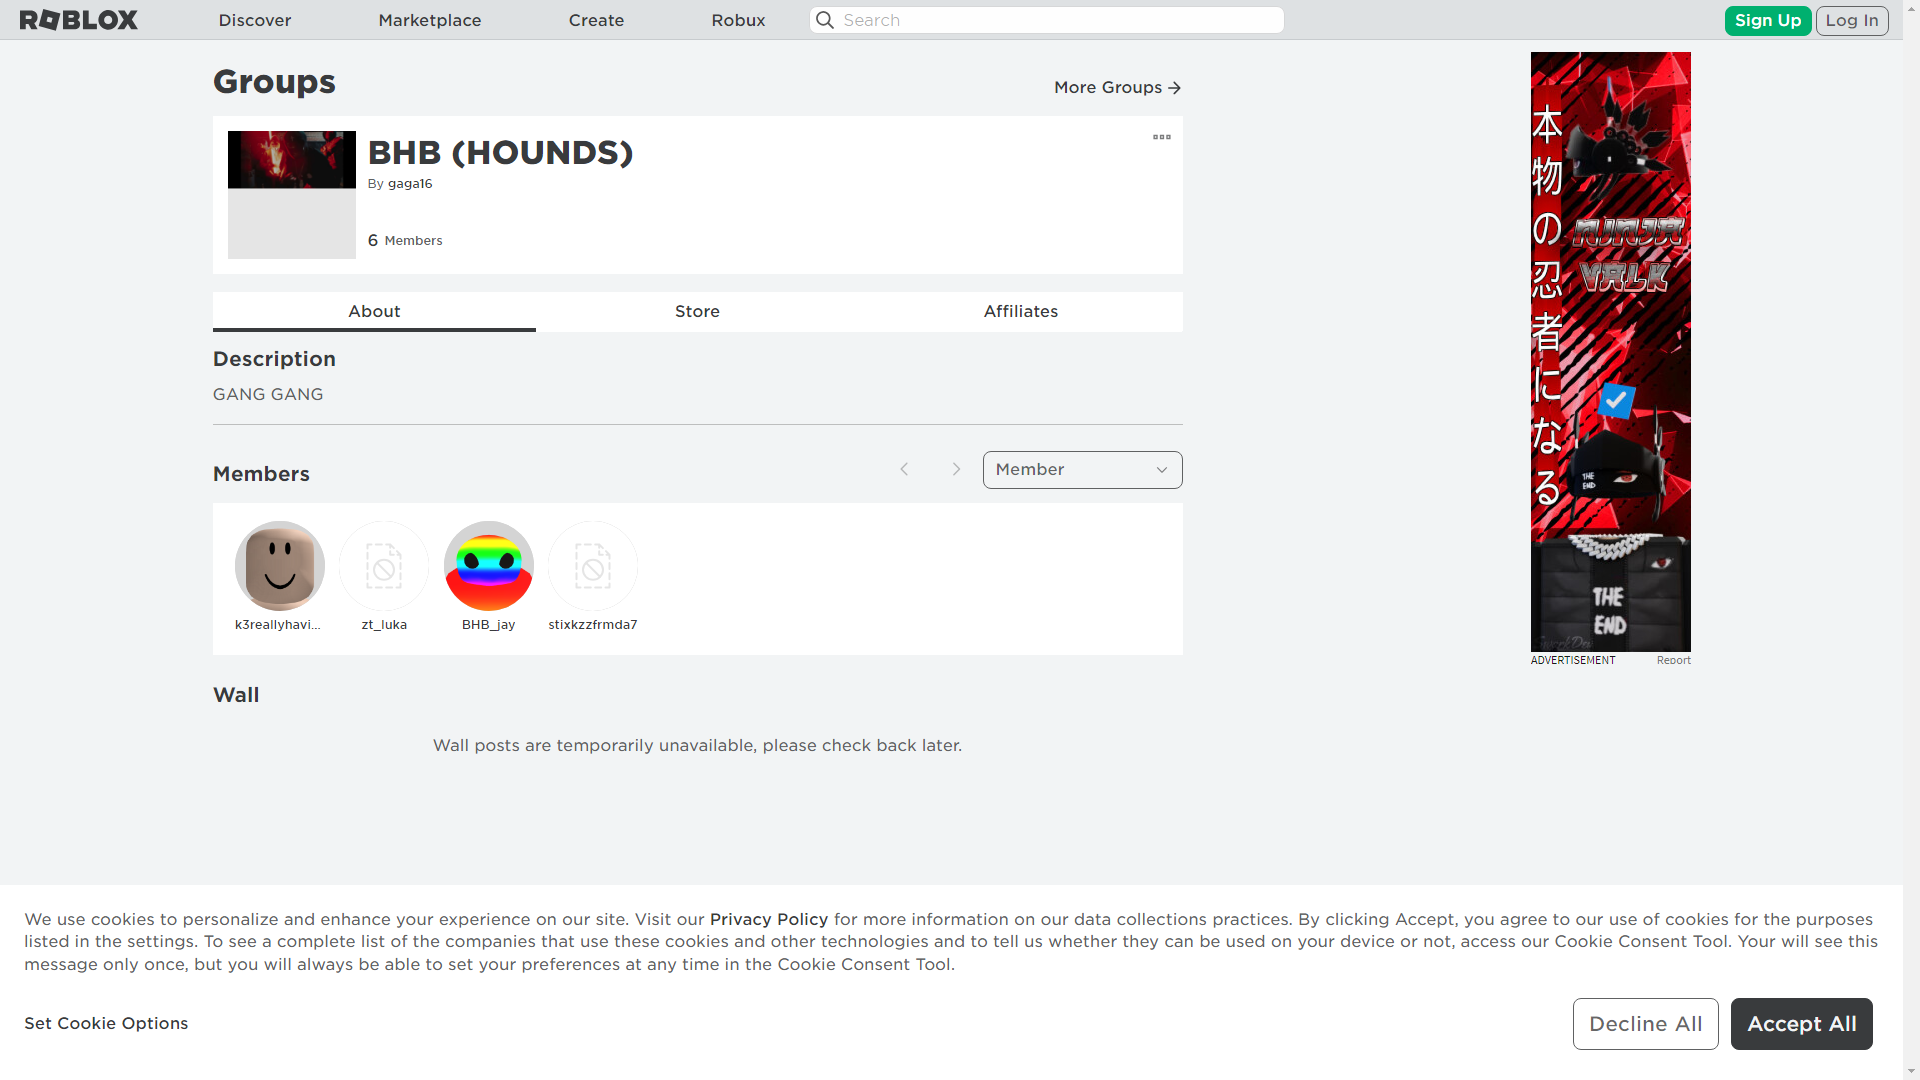 ROBLOX
Discover
Marketplace
Create
Robux
Search
Sign Up
Log In
Groups
More Groups
BHB (HOUNDS)
By gaga16
6 Members
About
Store
Affiliates
Description
GANG GANG
Members
Member
k3reallyhavi...
zt_luka
BHB_jay
stixkzzfrmda7
Wall
Wall posts are temporarily unavailable, please check back later.
本物の忍者になる
NINJA
VALK
THE
END
THE
END
ADVERTISEMENT
Report
We use cookies to personalize and enhance your experience on our site. Visit our Privacy Policy for more information on our data collections practices. By clicking Accept, you agree to our use of cookies for the purposes
listed in the settings. To see a complete list of the companies that use these cookies and other technologies and to tell us whether they can be used on your device or not, access our Cookie Consent Tool. Your will see this
message only once, but you will always be able to set your preferences at any time in the Cookie Consent Tool.
Set Cookie Options
Decline All
Accept All